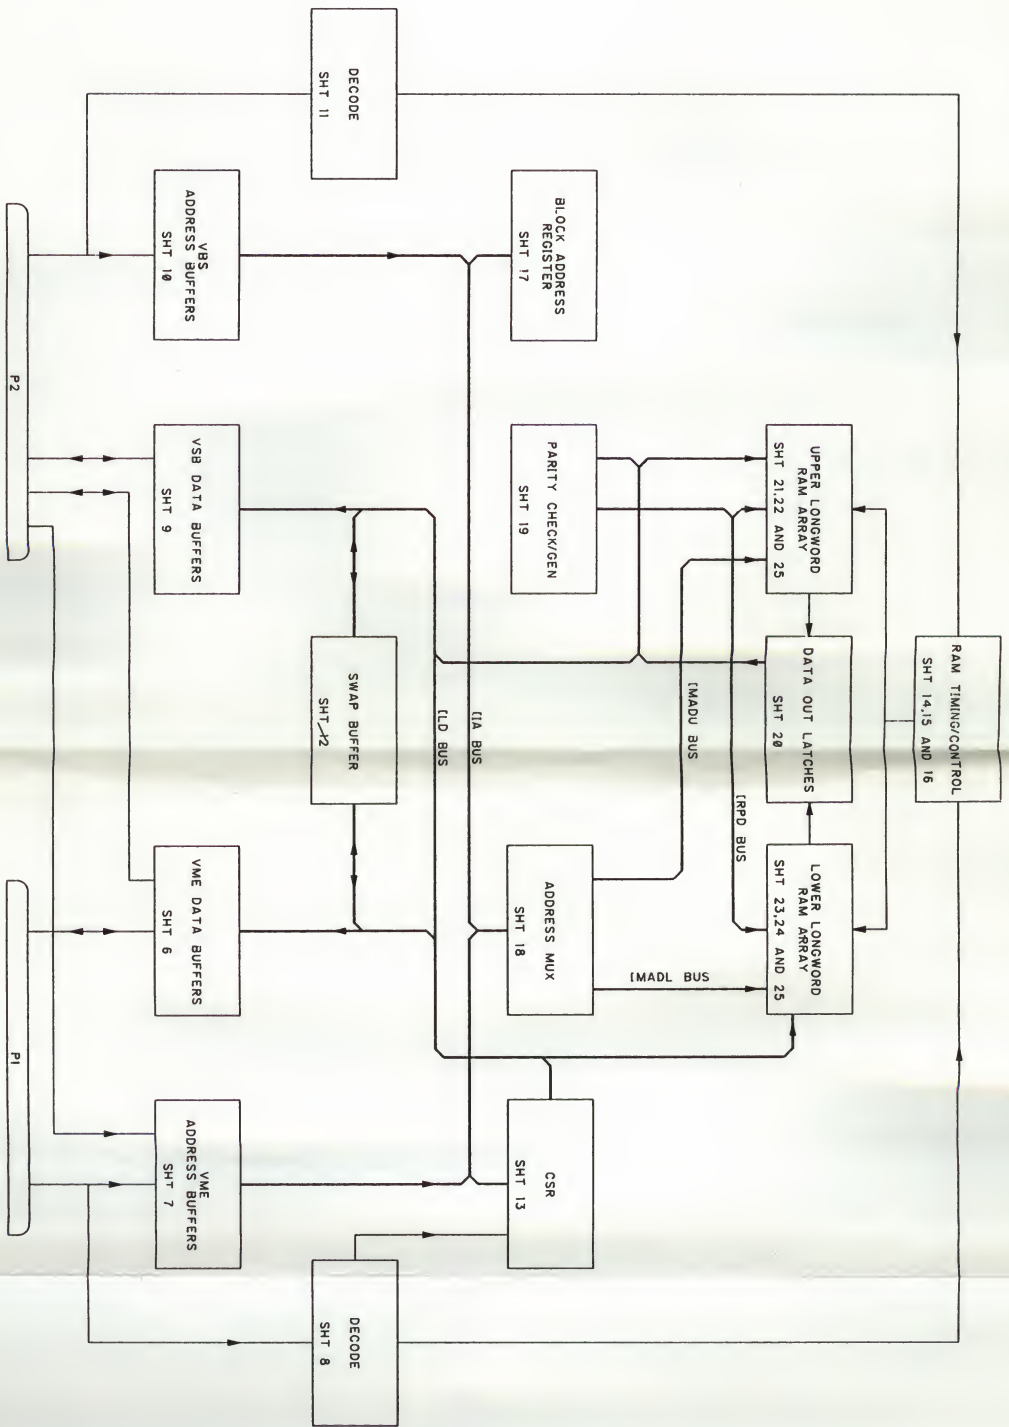 RAM TIMING/CONTROL
SHT 14,15 AND 16
UPPER LONGWORD
RAM ARRAY
SHT 21,22 AND 25
DATA OUT LATCHES
SHT 20
LOWER LONGWORD
RAM ARRAY
SHT 23,24 AND 25
[RPD BUS
[MADU BUS
[MADL BUS
BLOCK ADDRESS
REGISTER
SHT 17
PARITY CHECK/GEN
SHT 19
ADDRESS MUX
SHT 18
CSR
SHT 13
[IA BUS
[LD BUS
DECODE
SHT 11
SWAP BUFFER
SHT 12
DECODE
SHT 8
VBS
ADDRESS BUFFERS
SHT 10
VSB DATA BUFFERS
SHT 9
VME DATA BUFFERS
SHT 6
VME
ADDRESS BUFFERS
SHT 7
P2
P1